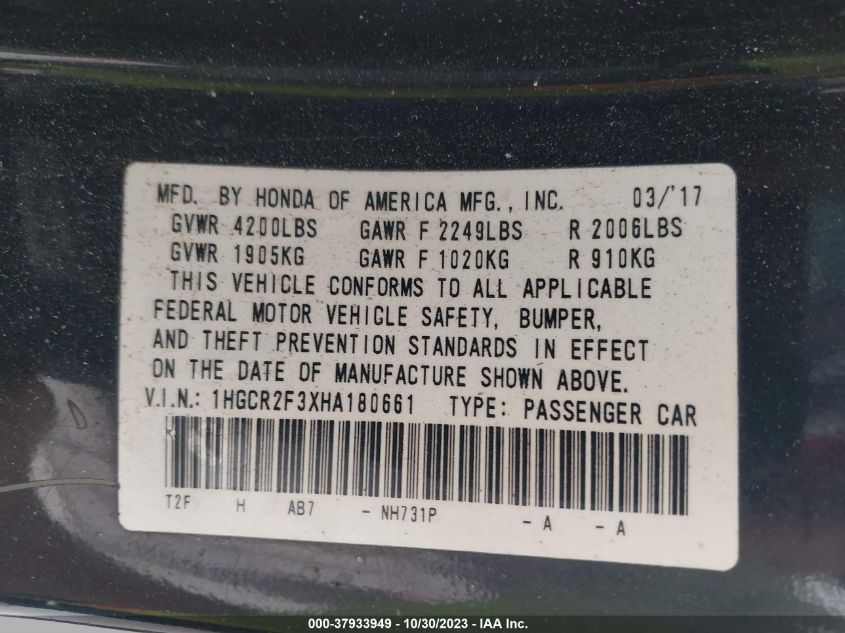 MFD. BY HONDA OF AMERICA MFG., INC. 03/'17
GVWR 4200LBS GAWR F 2249LBS R 2006LBS
GVWR 1905KG GAWR F 1020KG R 910KG
THIS VEHICLE CONFORMS TO ALL APPLICABLE
FEDERAL MOTOR VEHICLE SAFETY, BUMPER,
AND THEFT PREVENTION STANDARDS IN EFFECT
ON THE DATE OF MANUFACTURE SHOWN ABOVE.
V.I.N.: 1HGCR2F3XHA180661 TYPE: PASSENGER CAR
T2F H AB7 - NH731P - A - A
000-37933949 - 10/30/2023 - IAA Inc.